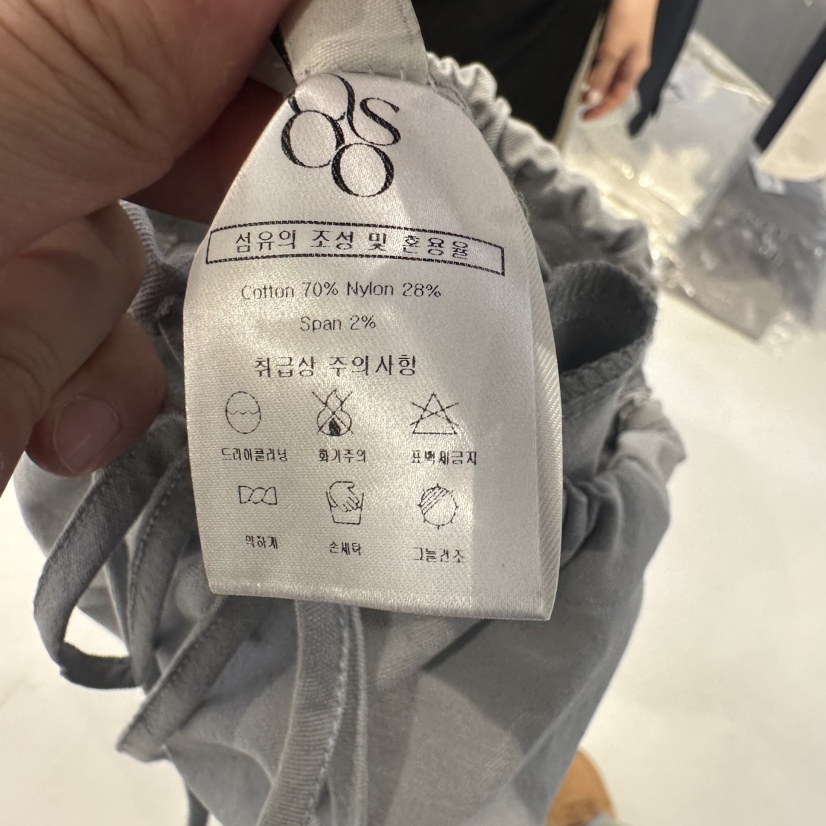 섬유의 조성 및 혼용율
Cotton 70% Nylon 28%
Span 2%
취급상 주의사항
드라이클리닝 화기주의 표백제금지
약하게 손세탁 그늘건조